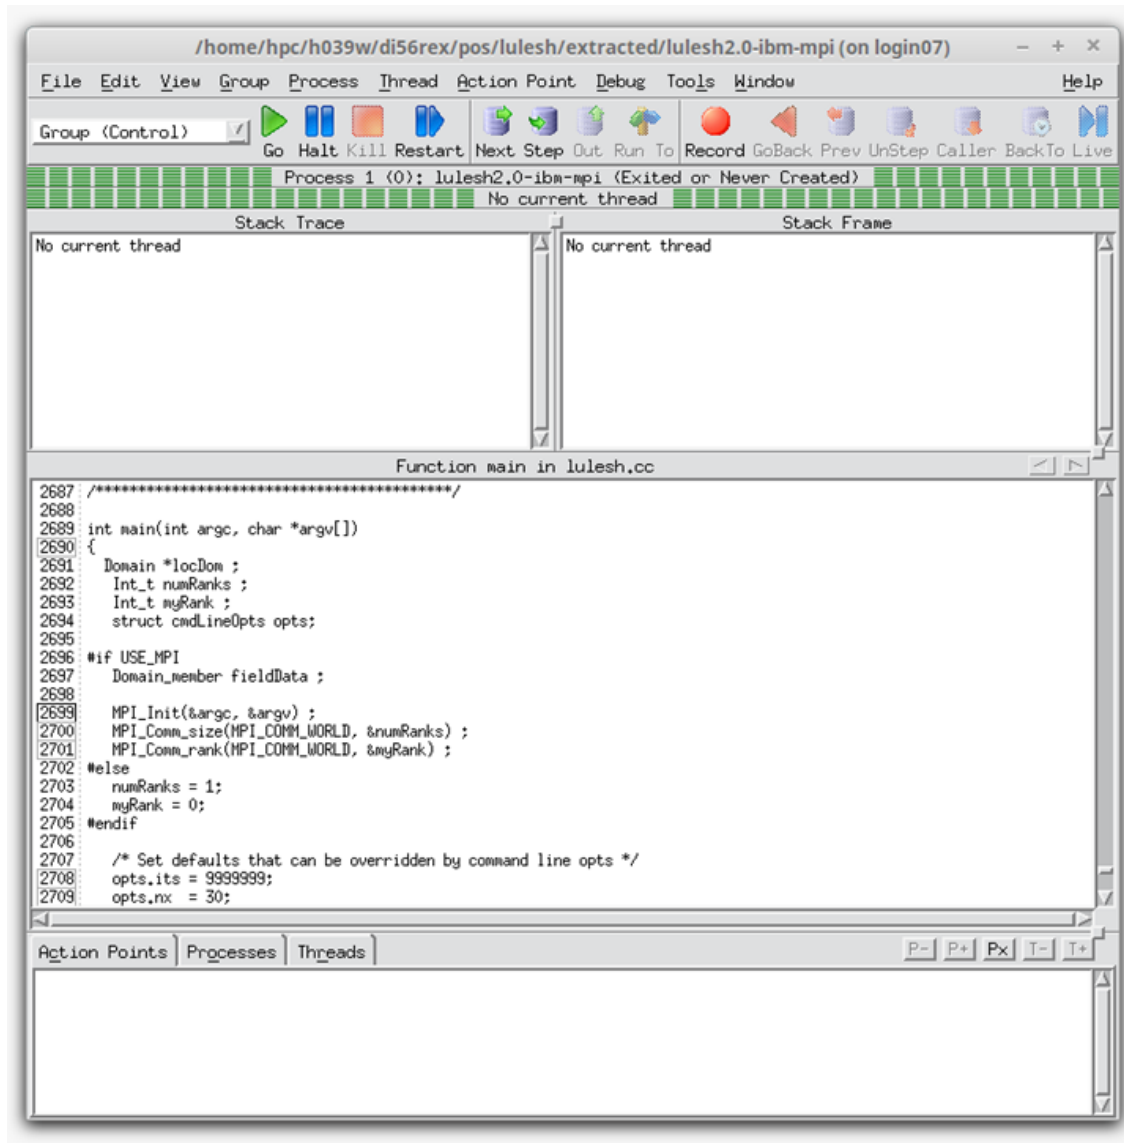 /home/hpc/h039w/di56rex/pos/lulesh/extracted/lulesh2.0-ibm-mpi (on login07)
File Edit View Group Process Thread Action Point Debug Tools Window Help
Group (Control)
Go Halt Kill Restart Next Step Out Run To Record GoBack Prev UnStep Caller BackTo Live
Process 1 (0): lulesh2.0-ibm-mpi (Exited or Never Created)
No current thread
Stack Trace Stack Frame
No current thread No current thread
Function main in lulesh.cc
2687 /******************************************/
2688
2689 int main(int argc, char *argv[])
2690 {
2691 Domain *locDom ;
2692 Int_t numRanks ;
2693 Int_t myRank ;
2694 struct cmdLineOpts opts;
2695
2696 #if USE_MPI
2697 Domain_member fieldData ;
2698
2699 MPI_Init(&argc, &argv) ;
2700 MPI_Comm_size(MPI_COMM_WORLD, &numRanks) ;
2701 MPI_Comm_rank(MPI_COMM_WORLD, &myRank) ;
2702 #else
2703 numRanks = 1;
2704 myRank = 0;
2705 #endif
2706
2707 /* Set defaults that can be overridden by command line opts */
2708 opts.its = 9999999;
2709 opts.nx = 30;
Action Points Processes Threads P- P+ Px T- T+